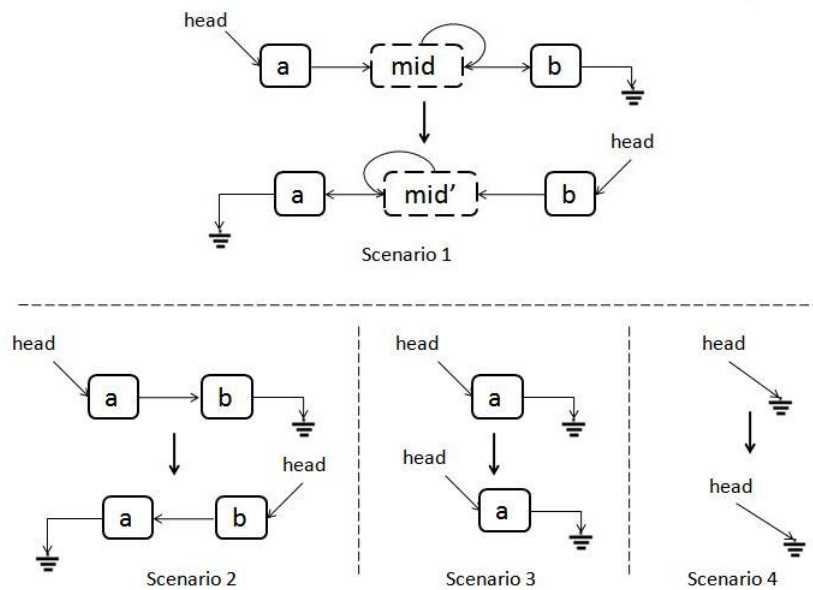 head
a mid b
head
a mid’ b
Scenario 1
head head head
a b a
head head head
a b a
Scenario 2 Scenario 3 Scenario 4